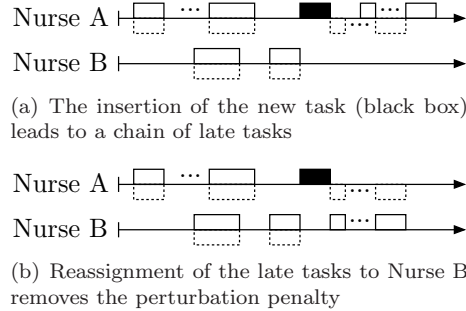 Nurse A ... ...
Nurse B
(a) The insertion of the new task (black box)
leads to a chain of late tasks
Nurse A ... ...
Nurse B ...
(b) Reassignment of the late tasks to Nurse B
removes the perturbation penalty